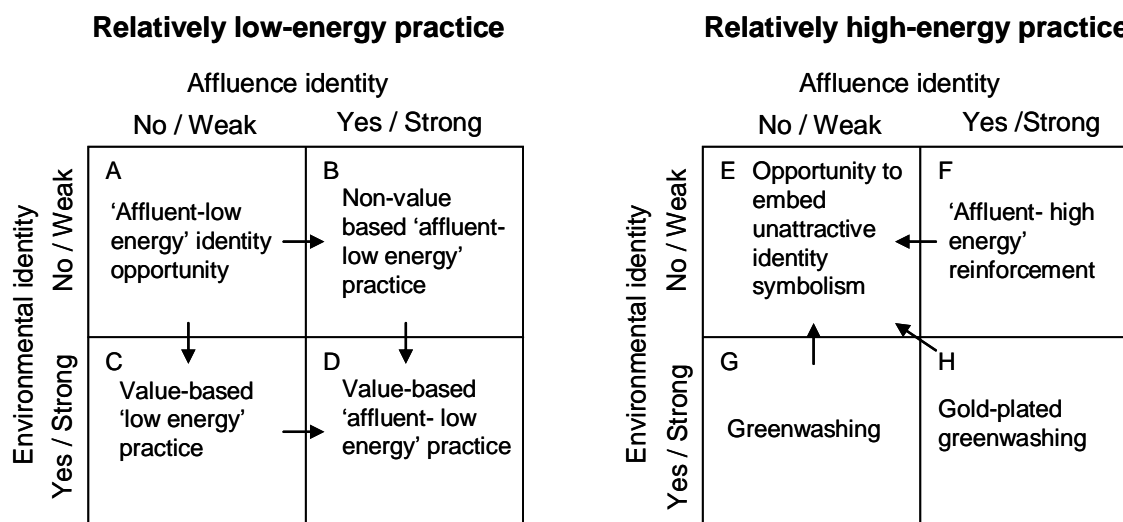 Relatively low-energy practice
Affluence identity
No / Weak
Yes / Strong
Environmental identity
No / Weak
Yes / Strong
A
‘Affluent-low
energy’ identity
opportunity
B
Non-value
based ‘affluent-
low energy’
practice
C
Value-based
‘low energy’
practice
D
Value-based
‘affluent- low
energy’ practice
Relatively high-energy practice
Affluence identity
No / Weak
Yes /Strong
Environmental identity
No / Weak
Yes / Strong
E Opportunity to
embed
unattractive
identity
symbolism
F
‘Affluent- high
energy’
reinforcement
G
Greenwashing
H
Gold-plated
greenwashing